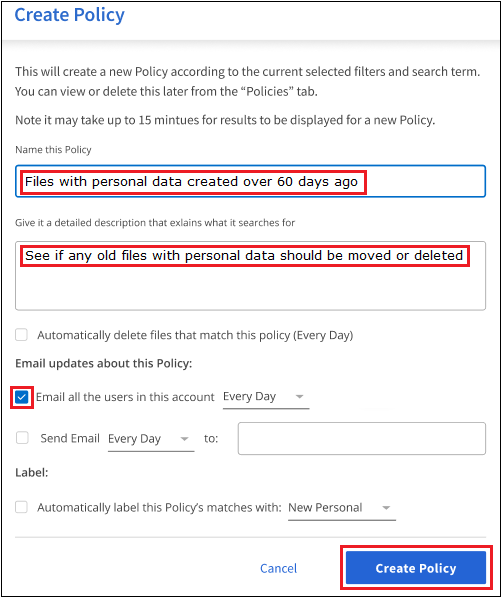 Create Policy
This will create a new Policy according to the current selected filters and search term.
You can view or delete this later from the “Policies” tab.
Note it may take up to 15 mintues for results to be displayed for a new Policy.
Name this Policy
Files with personal data created over 60 days ago
Give it a detailed description that exlains what it searches for
See if any old files with personal data should be moved or deleted
Automatically delete files that match this policy (Every Day)
Email updates about this Policy:
Email all the users in this account Every Day
Send Email Every Day to:
Label:
Automatically label this Policy’s matches with: New Personal
Cancel Create Policy